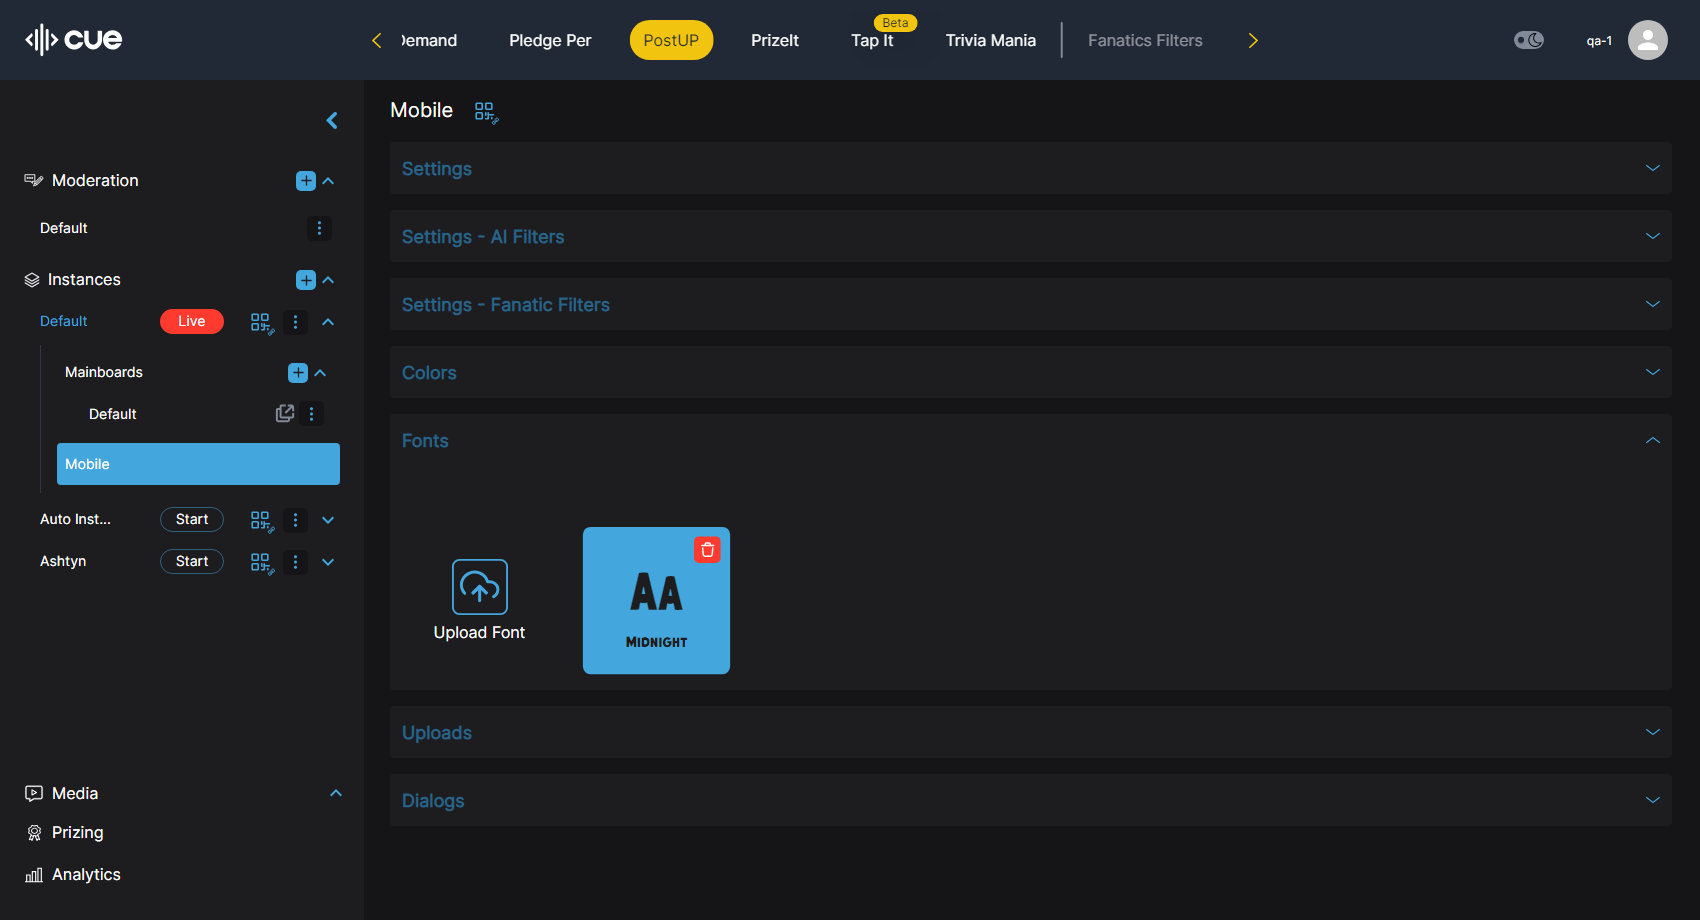 cue
Demand
Pledge Per
PostUP
PrizeIt
Beta
Tap It
Trivia Mania
Fanatics Filters
qa-1
Moderation
Default
Instances
Default
Live
Mainboards
Default
Mobile
Auto Inst...
Start
Ashtyn
Start
Media
Prizing
Analytics
Mobile
Settings
Settings - AI Filters
Settings - Fanatic Filters
Colors
Fonts
Upload Font
Aa
Midnight
Uploads
Dialogs